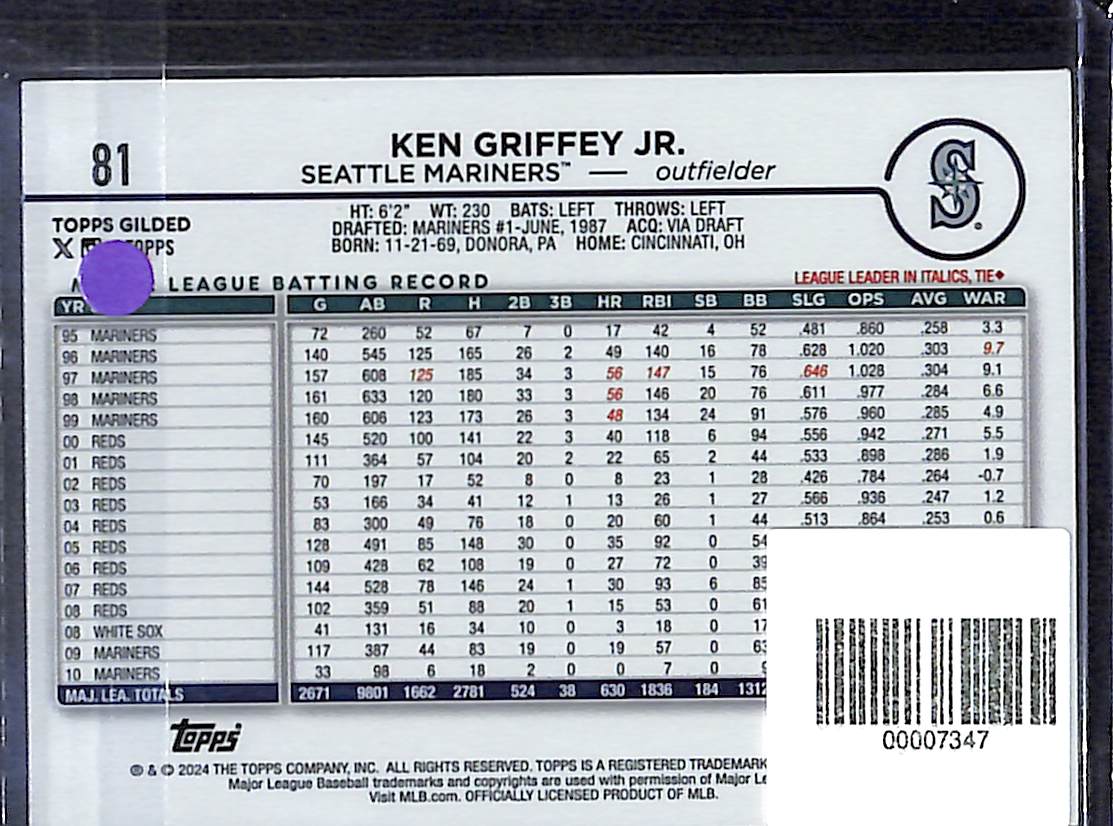 81
KEN GRIFFEY JR.
SEATTLE MARINERS™ — outfielder
S
HT: 6'2" WT: 230 BATS: LEFT THROWS: LEFT
DRAFTED: MARINERS #1-JUNE, 1987 ACQ: VIA DRAFT
BORN: 11-21-69, DONORA, PA HOME: CINCINNATI, OH
TOPPS GILDED
X TOPPS
LEAGUE BATTING RECORD
LEAGUE LEADER IN ITALICS, TIE◆
YR G AB R H 2B 3B HR RBI SB BB SLG OPS AVG WAR
95 MARINERS 72 260 52 67 7 0 17 42 4 52 .481 .860 .258 3.3
96 MARINERS 140 545 125 165 26 2 49 140 16 78 .628 1.020 .303 9.7
97 MARINERS 157 608 125 185 34 3 56 147 15 76 .646 1.028 .304 9.1
98 MARINERS 161 633 120 180 33 3 56 146 20 76 .611 .977 .284 6.6
99 MARINERS 160 606 123 173 26 3 48 134 24 91 .576 .960 .285 4.9
00 REDS 145 520 100 141 22 3 40 118 6 94 .556 .942 .271 5.5
01 REDS 111 364 57 104 20 2 22 65 2 44 .533 .898 .286 1.9
02 REDS 70 197 17 52 8 0 8 23 1 28 .426 .784 .264 -0.7
03 REDS 53 166 34 41 12 1 13 26 1 27 .566 .936 .247 1.2
04 REDS 83 300 49 76 18 0 20 60 1 44 .513 .864 .253 0.6
05 REDS 128 491 85 148 30 0 35 92 0 54
06 REDS 109 428 62 108 19 0 27 72 0 39
07 REDS 144 528 78 146 24 1 30 93 6 85
08 REDS 102 359 51 88 20 1 15 53 0 61
08 WHITE SOX 41 131 16 34 10 0 3 18 0 17
09 MARINERS 117 387 44 83 19 0 19 57 0 63
10 MARINERS 33 98 6 18 2 0 0 7 0
MAJ. LEA. TOTALS 2671 9801 1662 2781 524 38 630 1836 184 1312
00007347
topps
® & © 2024 THE TOPPS COMPANY, INC. ALL RIGHTS RESERVED. TOPPS IS A REGISTERED TRADEMARK
Major League Baseball trademarks and copyrights are used with permission of Major Le
Visit MLB.com. OFFICIALLY LICENSED PRODUCT OF MLB.